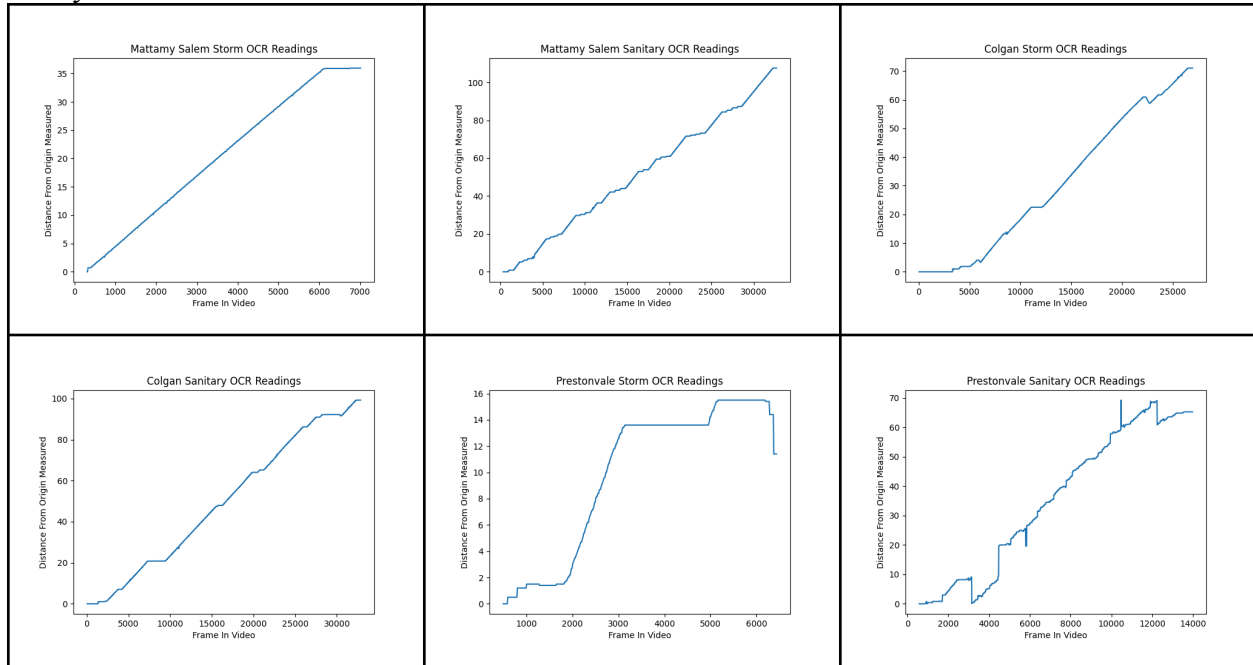 Mattamy Salem Storm OCR Readings
Distance From Origin Measured
35
30
25
20
15
10
5
0
0 1000 2000 3000 4000 5000 6000 7000
Frame In Video
Mattamy Salem Sanitary OCR Readings
Distance From Origin Measured
100
80
60
40
20
0
0 5000 10000 15000 20000 25000 30000
Frame In Video
Colgan Storm OCR Readings
Distance From Origin Measured
70
60
50
40
30
20
10
0
0 5000 10000 15000 20000 25000
Frame In Video
Colgan Sanitary OCR Readings
Distance From Origin Measured
100
80
60
40
20
0
0 5000 10000 15000 20000 25000 30000
Frame In Video
Prestonvale Storm OCR Readings
Distance From Origin Measured
16
14
12
10
8
6
4
2
0
1000 2000 3000 4000 5000 6000
Frame In Video
Prestonvale Sanitary OCR Readings
Distance From Origin Measured
70
60
50
40
30
20
10
0
0 2000 4000 6000 8000 10000 12000 14000
Frame In Video